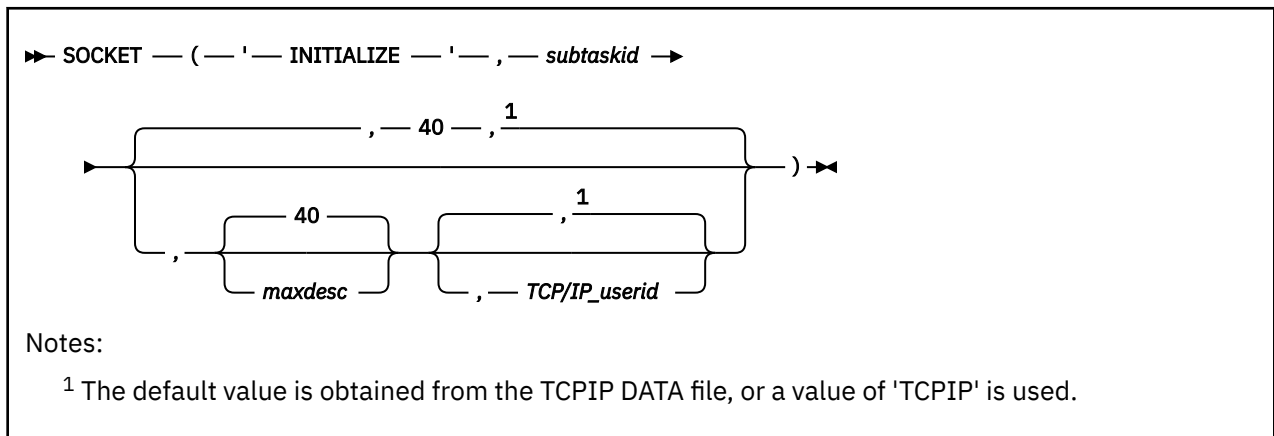 SOCKET ( ' INITIALIZE ' , subtaskid
, 40 , 1
)
40 , 1
,
maxdesc , TCP/IP_userid
Notes:
1 The default value is obtained from the TCPIP DATA file, or a value of 'TCPIP' is used.